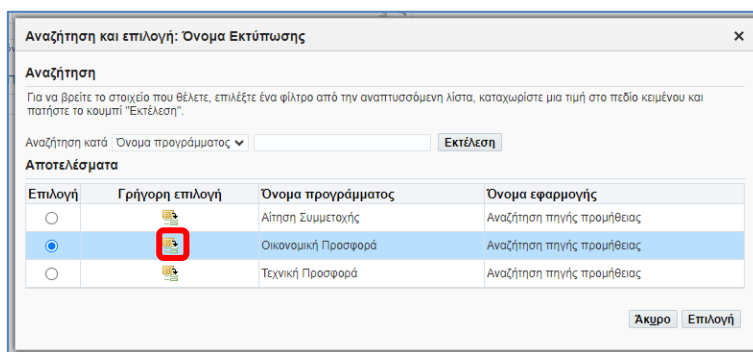 Αναζήτηση και επιλογή: Όνομα Εκτύπωσης
Αναζήτηση
Για να βρείτε το στοιχείο που θέλετε, επιλέξτε ένα φίλτρο από την αναπτυσσόμενη λίστα, καταχωρίστε μια τιμή στο πεδίο κειμένου και
πατήστε το κουμπί "Εκτέλεση".
Αναζήτηση κατά Όνομα προγράμματος Εκτέλεση
Αποτελέσματα
Επιλογή Γρήγορη επιλογή Όνομα προγράμματος Όνομα εφαρμογής
Αίτηση Συμμετοχής Αναζήτηση πηγής προμήθειας
Οικονομική Προσφορά Αναζήτηση πηγής προμήθειας
Τεχνική Προσφορά Αναζήτηση πηγής προμήθειας
Άκυρο Επιλογή